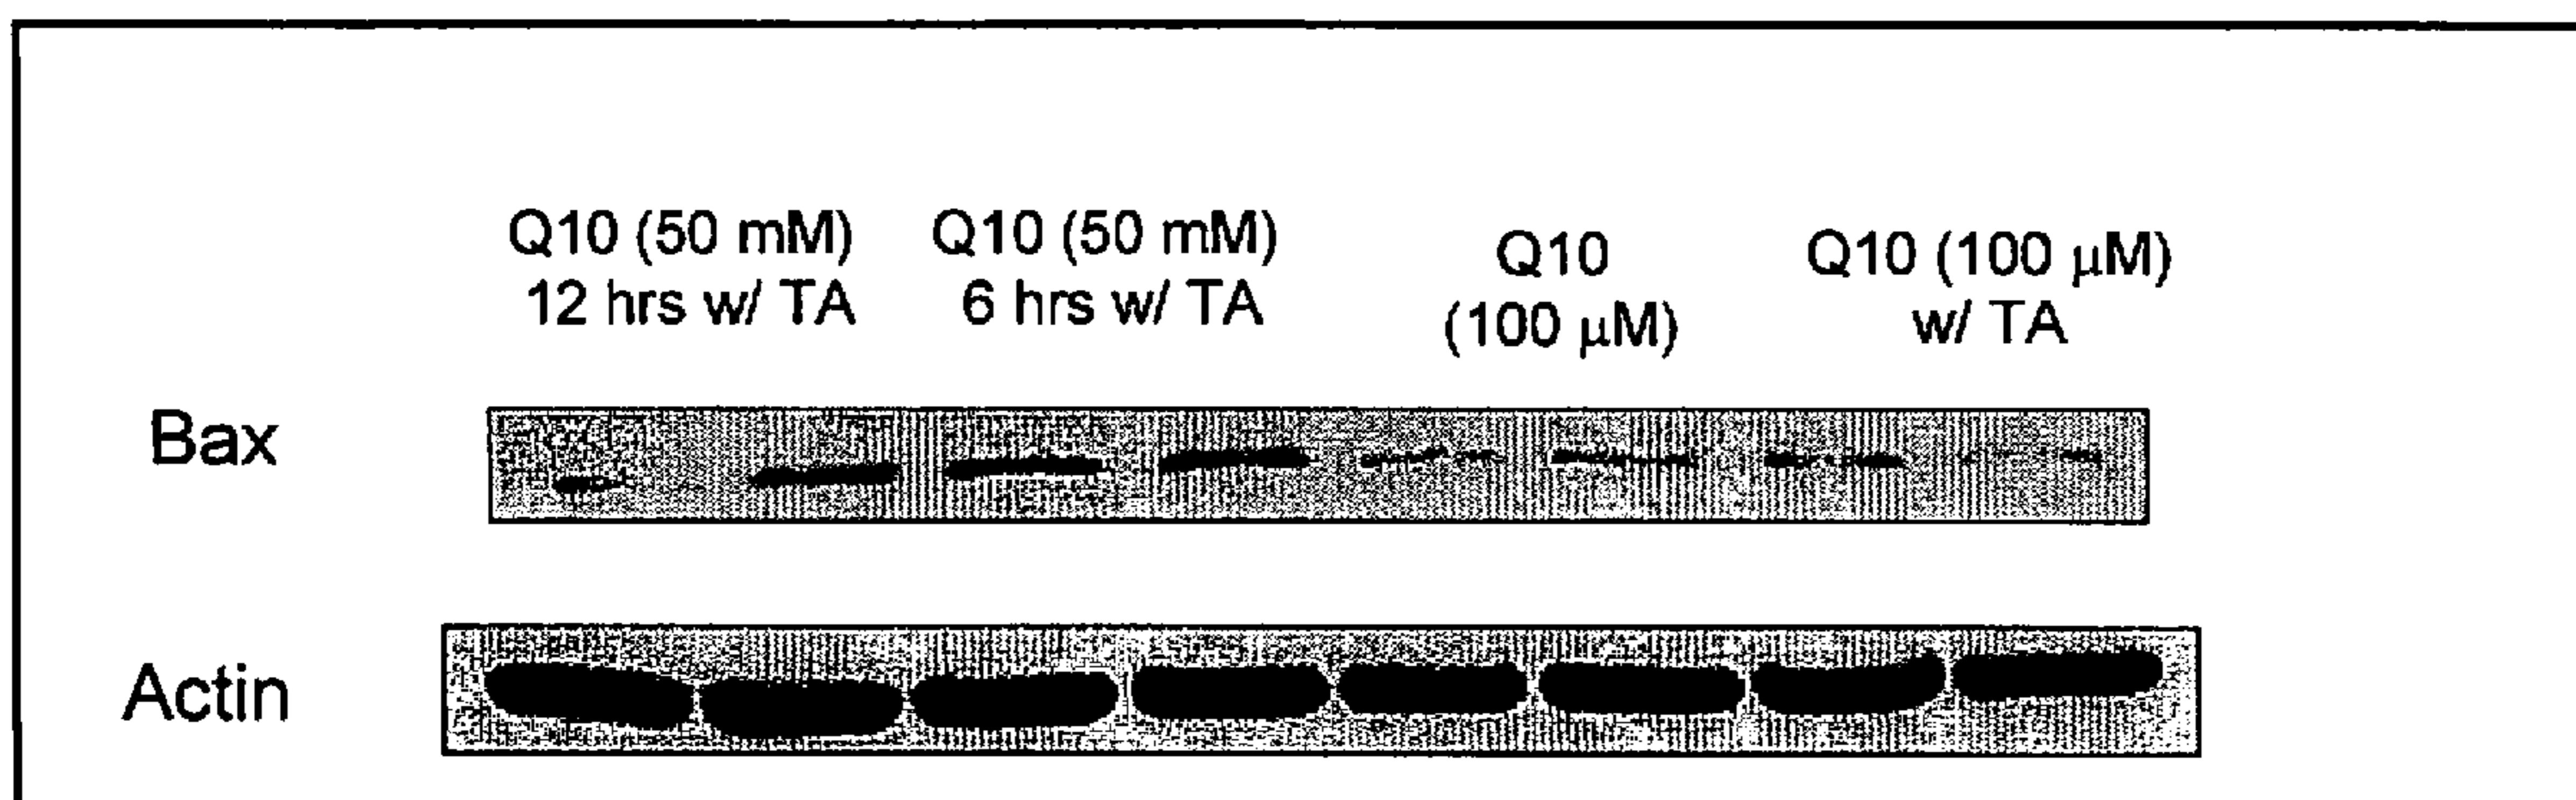 Q10 (50 mM)
12 hrs w/ TA
Q10 (50 mM)
6 hrs w/ TA
Q10
(100 μM)
Q10 (100 μM)
w/ TA
Bax
Actin